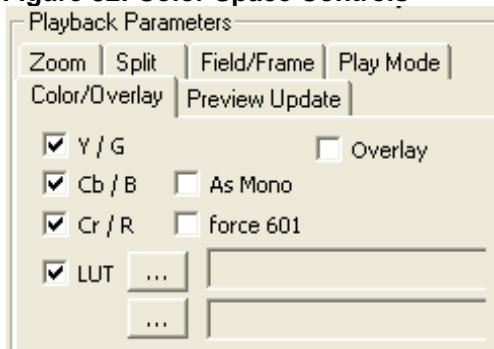 Playback Parameters
Zoom Split Field/Frame Play Mode
Color/Overlay Preview Update
Y / G Overlay
Cb / B As Mono
Cr / R force 601
LUT ...
...